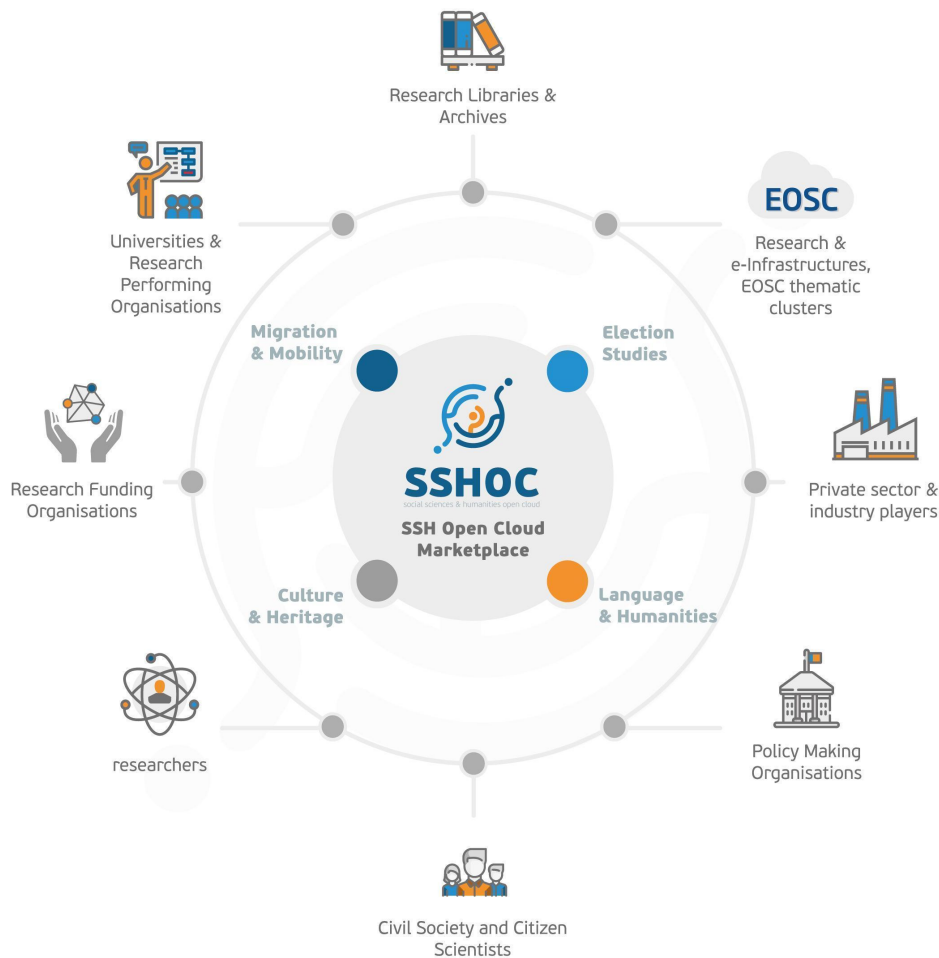 Research Libraries &
Archives
EOSC
Research &
e-Infrastructures,
EOSC thematic
clusters
Universities &
Research
Performing
Organisations
Migration
& Mobility
Election
Studies
SSHOC
social sciences & humanities open cloud
SSH Open Cloud
Marketplace
Research Funding
Organisations
Private sector &
industry players
Culture
& Heritage
Language
& Humanities
researchers
Policy Making
Organisations
Civil Society and Citizen
Scientists